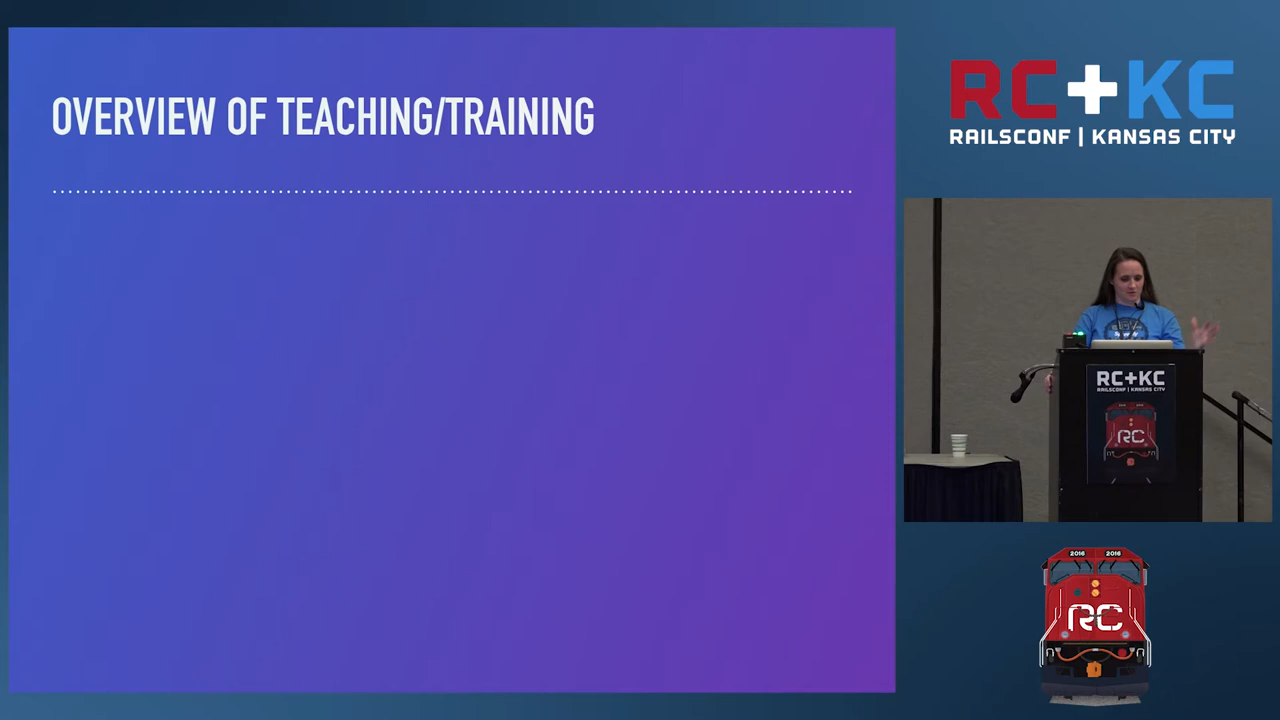 OVERVIEW OF TEACHING/TRAINING
RC+KC
RAILSCONF | KANSAS CITY
RC+KC
RAILSCONF | KANSAS CITY
RC
2016 2016
RC